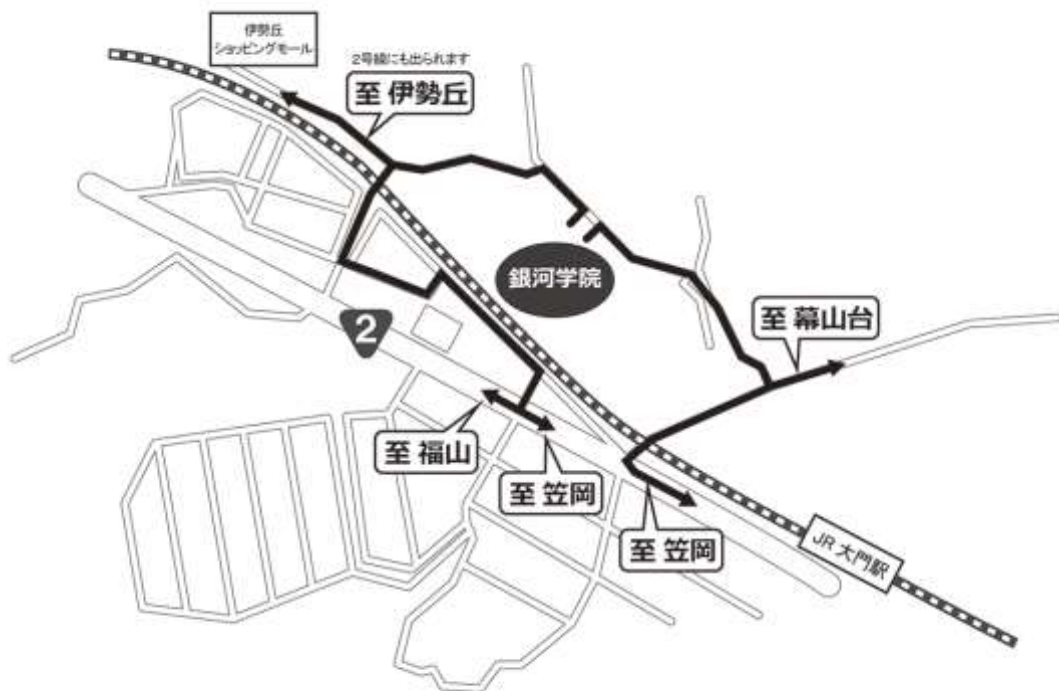 伊勢丘
ショッピングモール
2号線にも出られます
至 伊勢丘
銀河学院
2
至 幕山台
至 福山
至 笠岡
至 笠岡
JR 大門駅